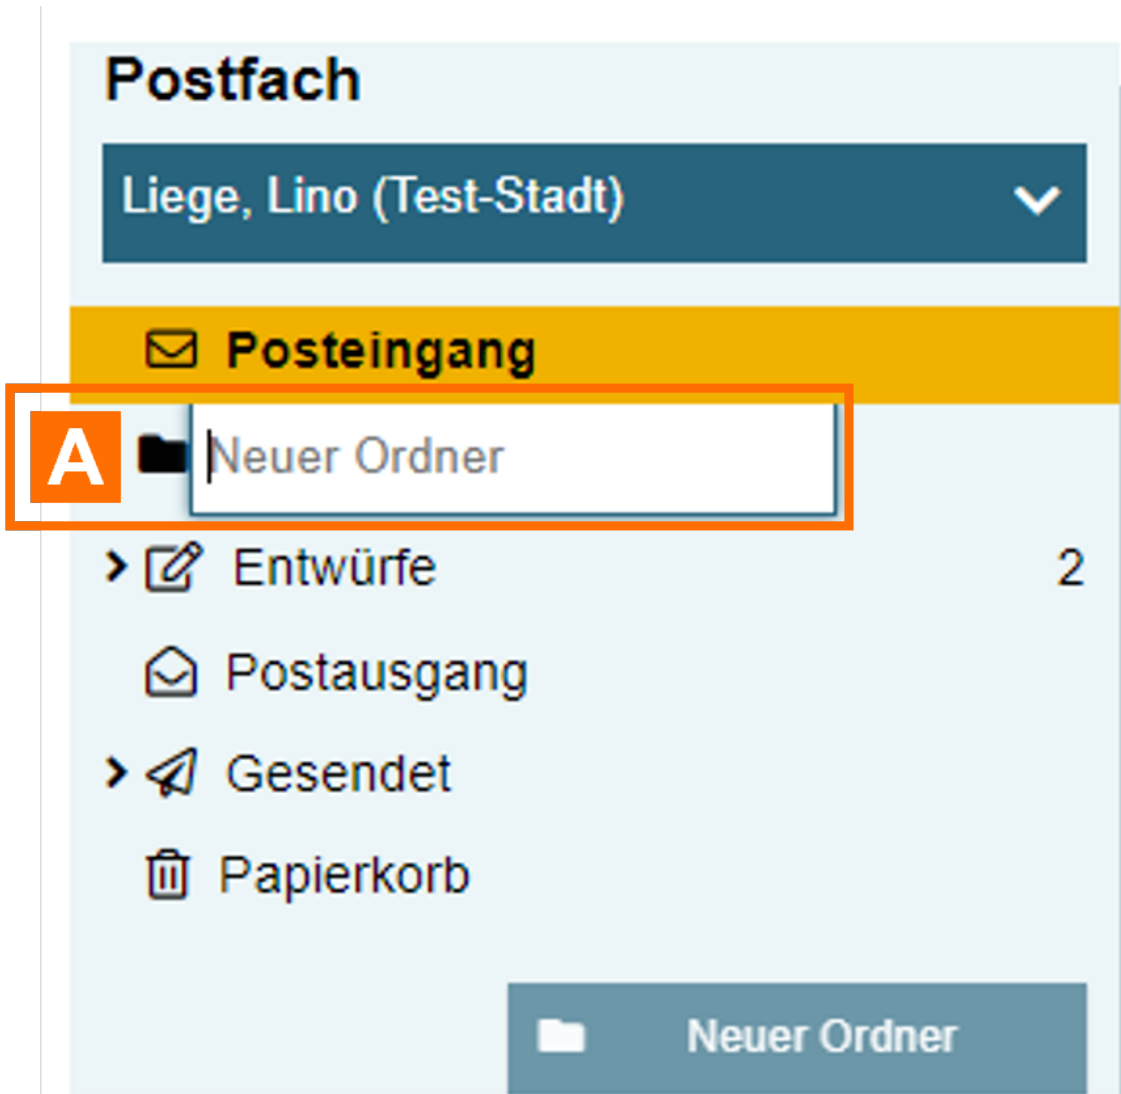 Postfach
Liege, Lino (Test-Stadt)
Posteingang
A Neuer Ordner
Entwürfe 2
Postausgang
Gesendet
Papierkorb
Neuer Ordner